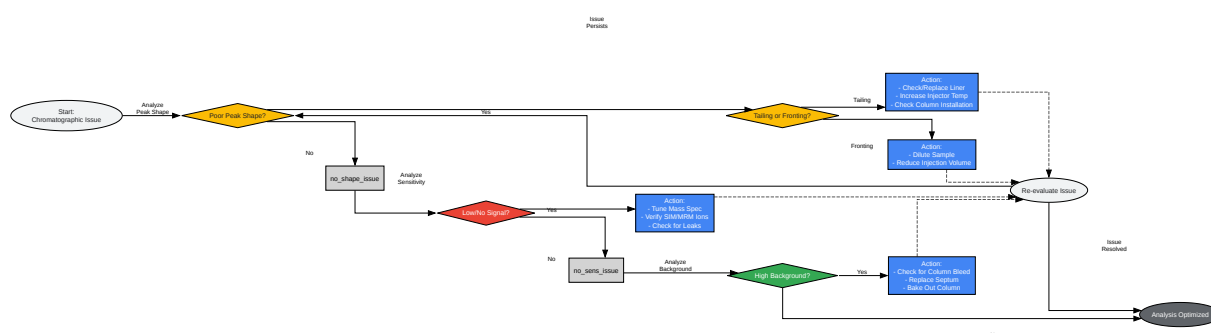 Issue
Persists
Start:
Chromatographic Issue
Analyze
Peak Shape
Poor Peak Shape?
Yes
Tailing or Fronting?
Tailing
Action:
- Check/Replace Liner
- Increase Injector Temp
- Check Column Installation
Fronting
Action:
- Dilute Sample
- Reduce Injection Volume
No
no_shape_issue
Analyze
Sensitivity
Re-evaluate Issue
Low/No Signal?
Yes
Action:
- Tune Mass Spec
- Verify SIM/MRM Ions
- Check for Leaks
Issue
Resolved
No
no_sens_issue
Analyze
Background
High Background?
Yes
Action:
- Check for Column Bleed
- Replace Septum
- Bake Out Column
Analysis Optimized